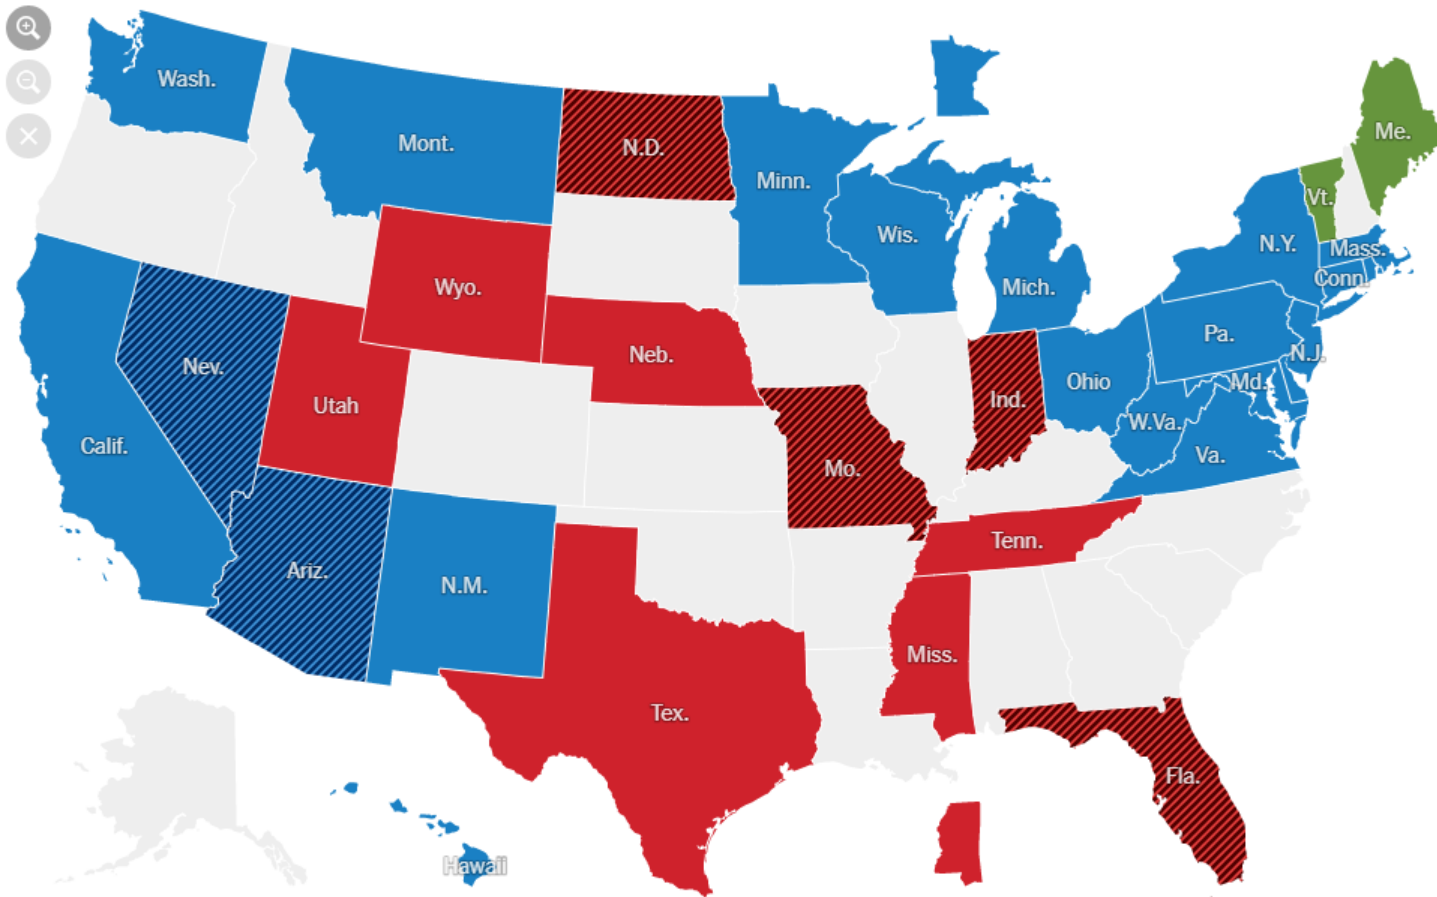 Wash.
Mont.
N.D.
Minn.
Me.
Vt.
Wis.
N.Y.
Mass.
Wyo.
Mich.
Conn.
Pa.
Nev.
Neb.
N.J.
Utah
Ind.
Ohio
Md.
Calif.
Mo.
W.Va.
Va.
Ariz.
N.M.
Tenn.
Miss.
Tex.
Fla.
Hawaii